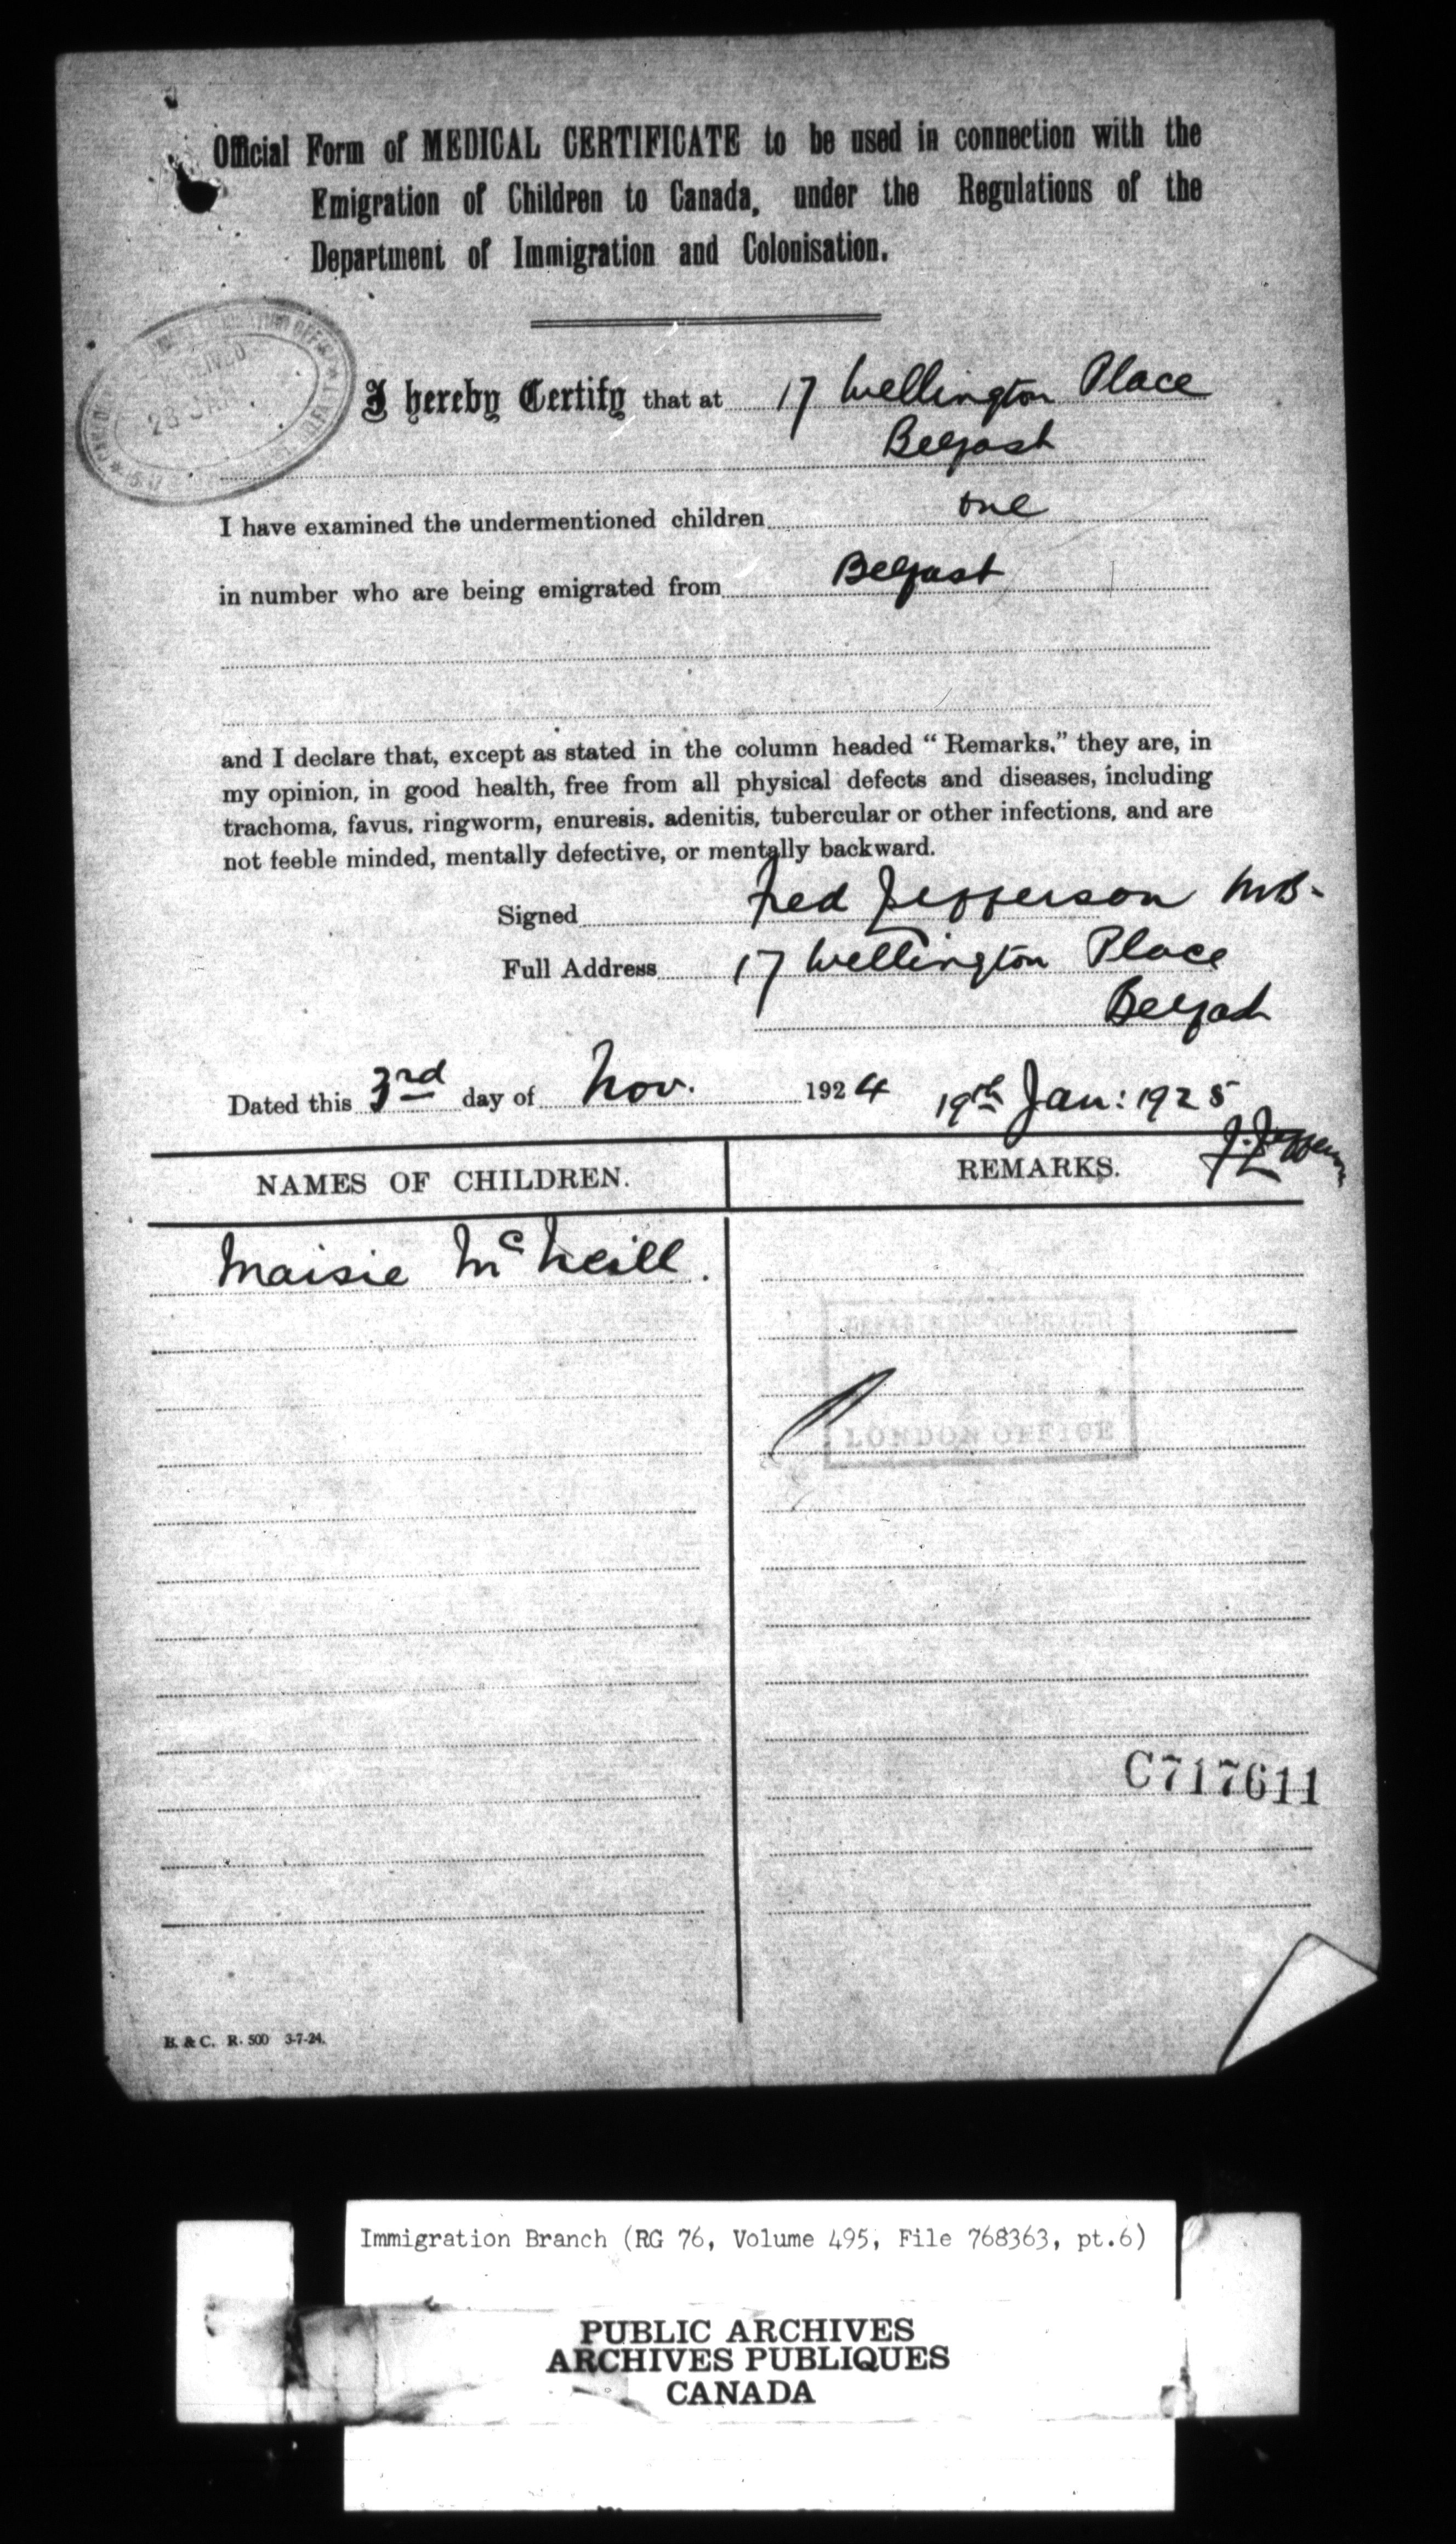 Official Form of MEDICAL CERTIFICATE to be used in connection with the
Emigration of Children to Canada, under the Regulations of the
Department of Immigration and Colonisation.
RECEIVED
28 JAN
I hereby Certify that at 17 Wellington Place
Belfast
I have examined the undermentioned children one
in number who are being emigrated from Belfast
and I declare that, except as stated in the column headed “ Remarks,” they are, in
my opinion, in good health, free from all physical defects and diseases, including
trachoma, favus, ringworm, enuresis, adenitis, tubercular or other infections, and are
not feeble minded, mentally defective, or mentally backward.
Signed Fred Jefferson M.B.
Full Address 17 Wellington Place
Belfast
Dated this 3rd day of Nov. 1924 19th Jan: 1925
F. Jefferson
NAMES OF CHILDREN. REMARKS.
Maisie McNeill.
DEPARTMENT OF HEALTH
LONDON OFFICE
C717611
B. & C. R. 500 3-7-24.
Immigration Branch (RG 76, Volume 495, File 768363, pt.6)
PUBLIC ARCHIVES
ARCHIVES PUBLIQUES
CANADA